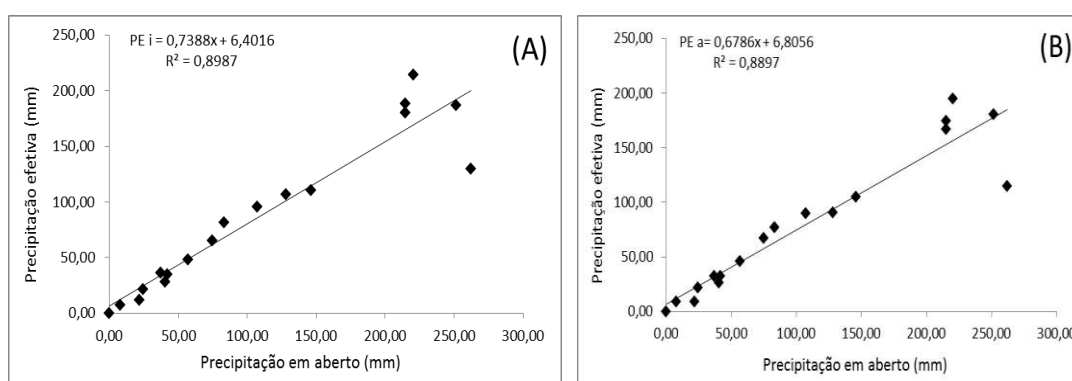 PE i = 0,7388x + 6,4016
R² = 0,8987
(A)
Precipitação efetiva (mm)
250,00
200,00
150,00
100,00
50,00
0,00
0,00 50,00 100,00 150,00 200,00 250,00 300,00
Precipitação em aberto (mm)
PE a= 0,6786x + 6,8056
R² = 0,8897
(B)
Precipitação efetiva (mm)
250,00
200,00
150,00
100,00
50,00
0,00
0,00 50,00 100,00 150,00 200,00 250,00 300,00
Precipitação em aberto (mm)